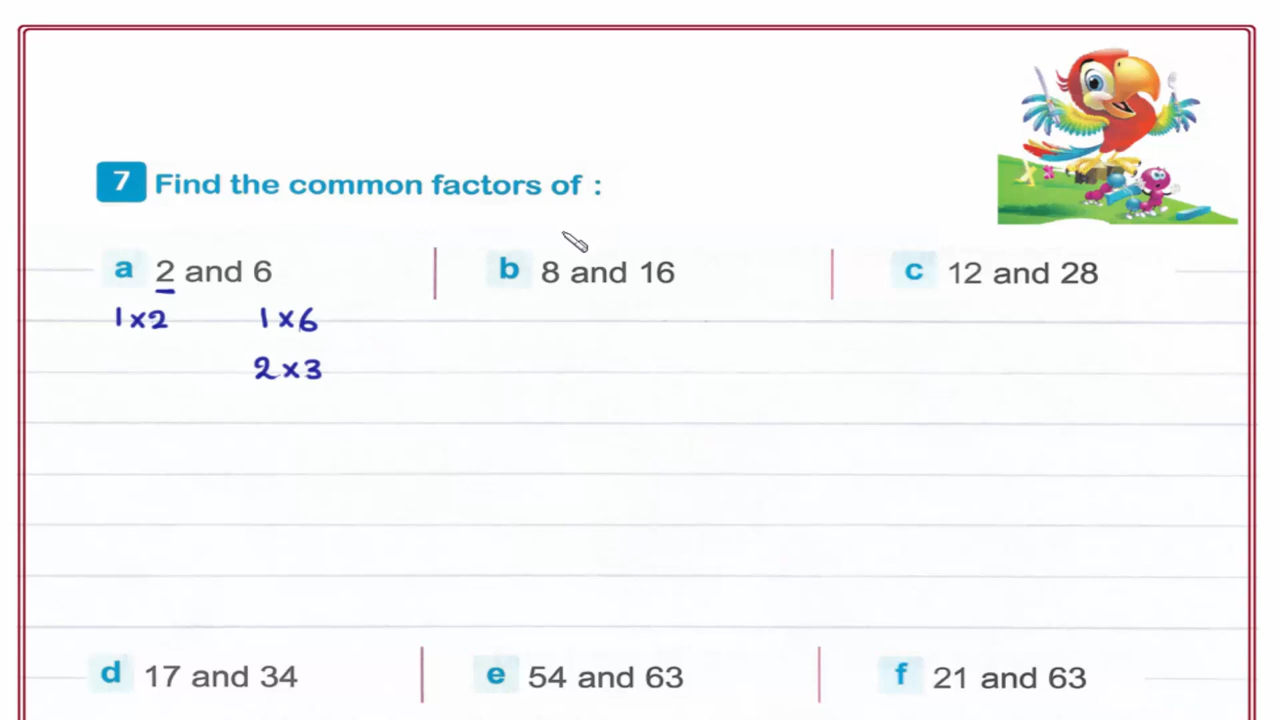 7 Find the common factors of :
a 2 and 6
b 8 and 16
c 12 and 28
1×2 1×6
2×3
d 17 and 34
e 54 and 63
f 21 and 63